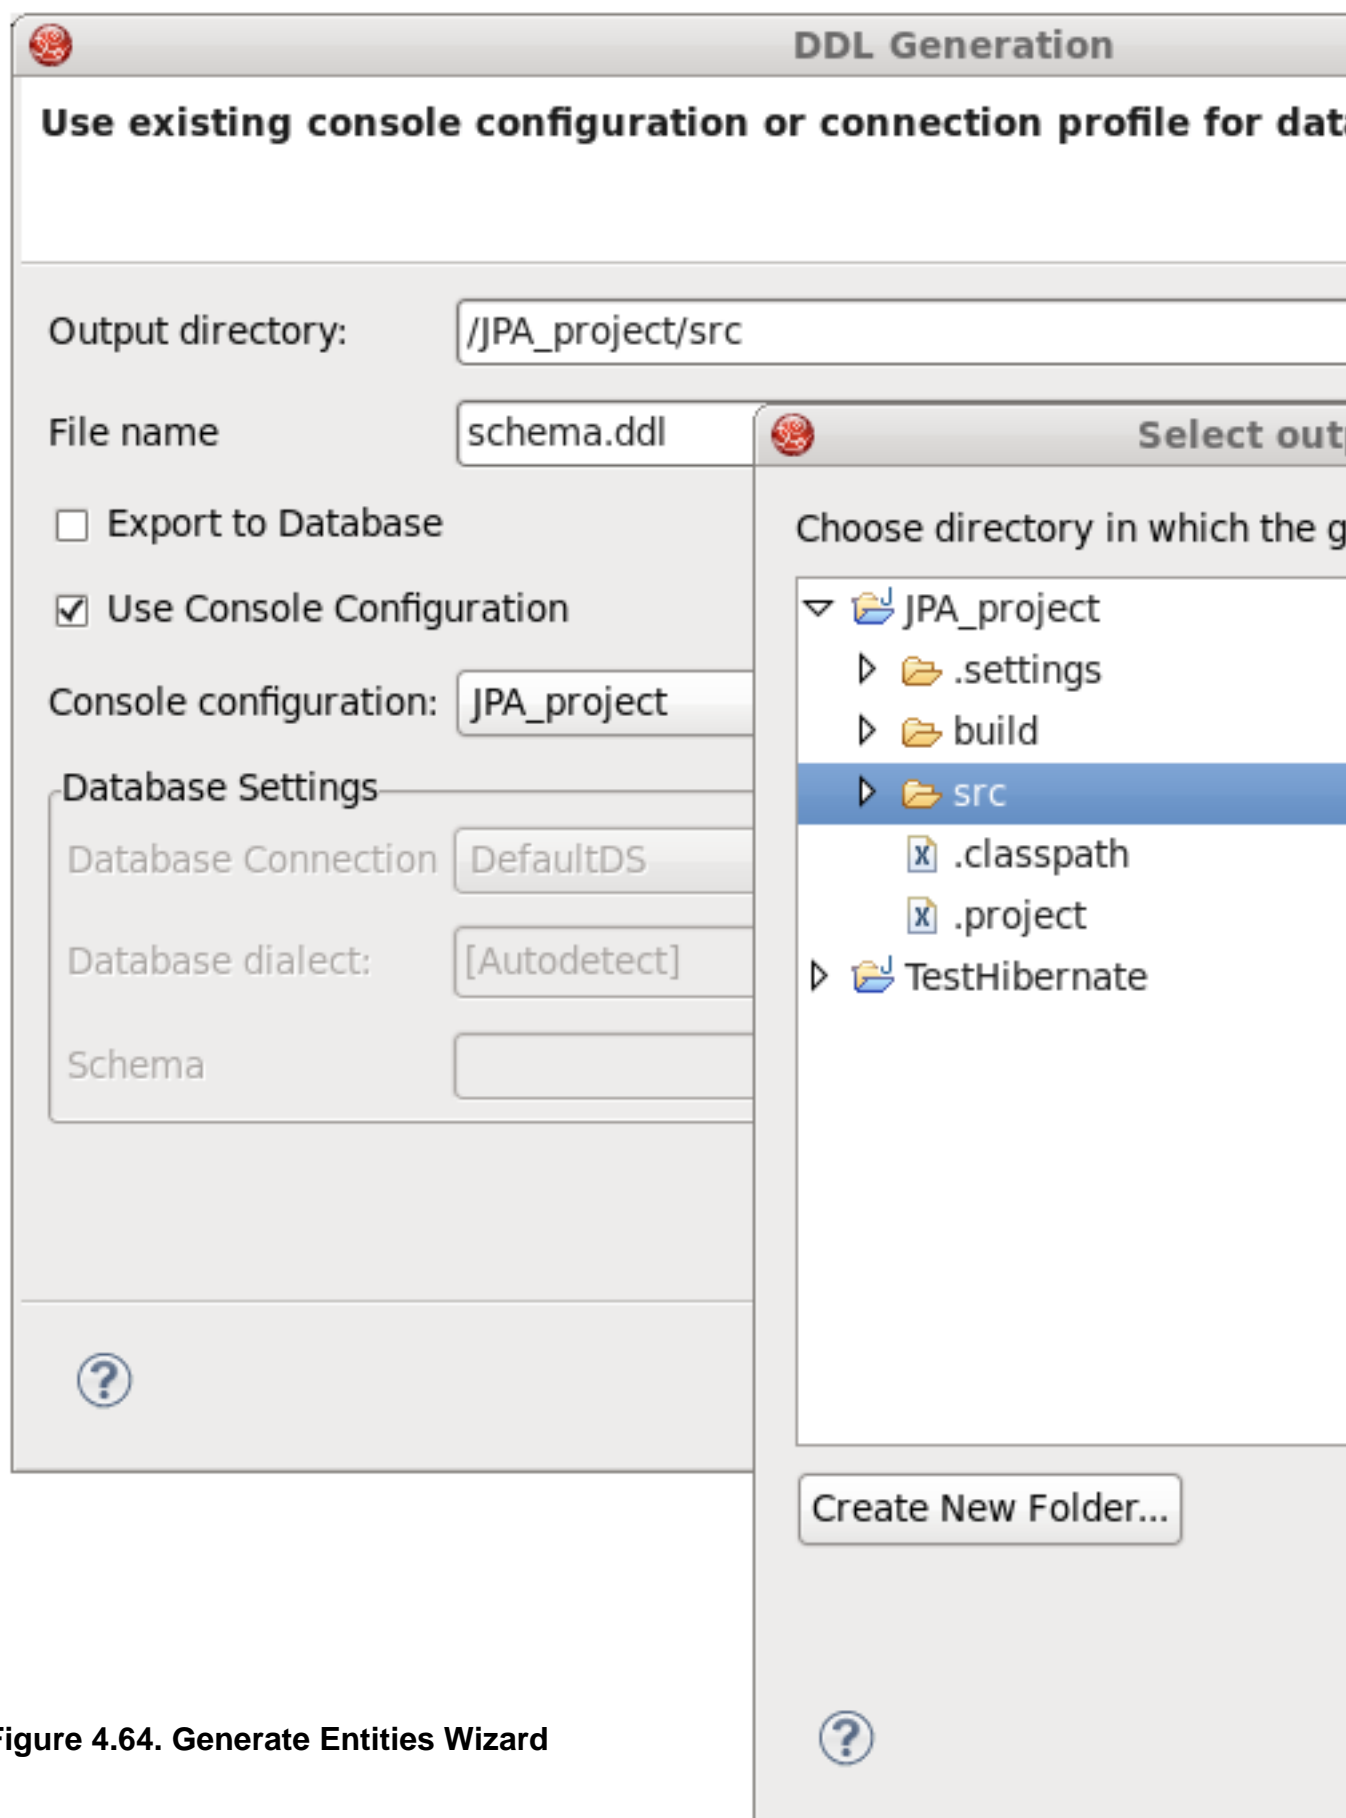 DDL Generation
Use existing console configuration or connection profile for
Output directory:
/JPA_project/src
File name
schema.ddl
Export to Database
Use Console Configuration
Console configuration:
JPA_project
Database Settings
Database Connection
DefaultDS
Database dialect:
[Autodetect]
Schema
Select
Choose directory in which the
JPA_project
.settings
build
src
.classpath
.project
TestHibernate
Create New Folder...
Figure 4.64. Generate Entities Wizard